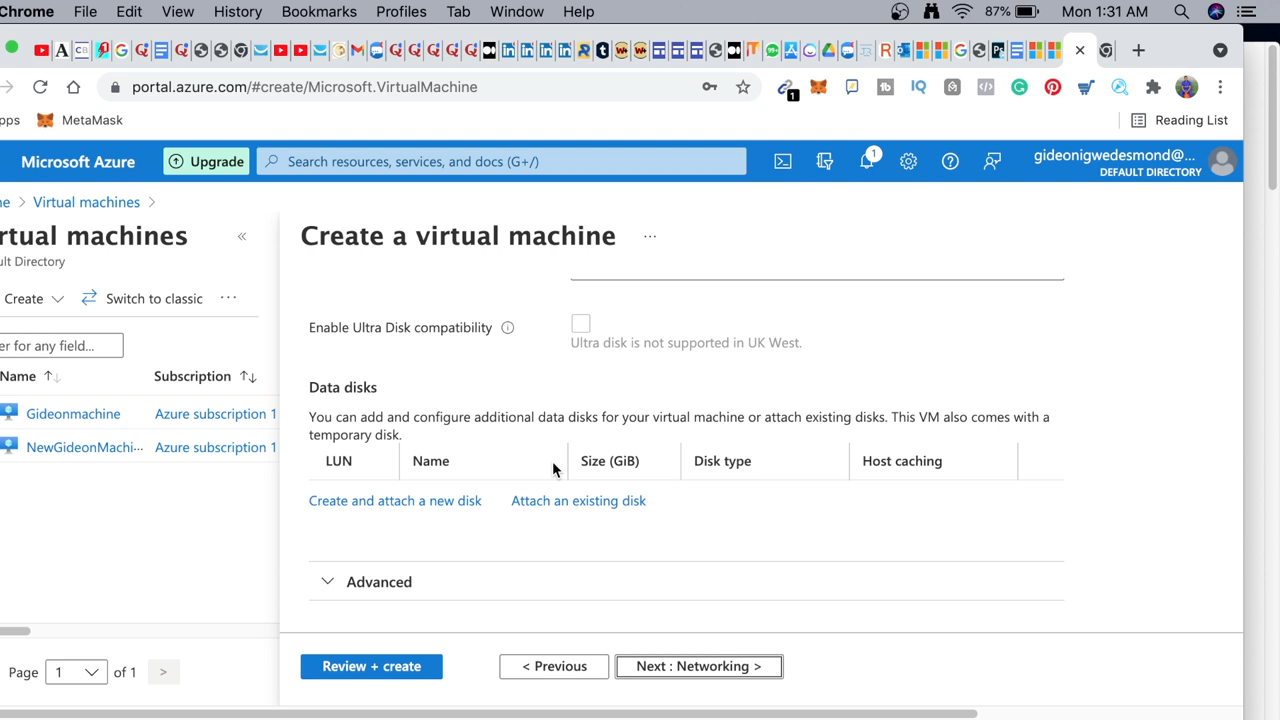 Chrome File Edit View History Bookmarks Profiles Tab Window Help 87% Mon 1:31 AM
portal.azure.com/#create/Microsoft.VirtualMachine
1
pps MetaMask Reading List
Microsoft Azure Upgrade Search resources, services, and docs (G+/) 1 gideonigwedesmond@...
DEFAULT DIRECTORY
me > Virtual machines >
rtual machines «
ult Directory
Create Switch to classic ...
er for any field...
Name Subscription
Gideonmachine Azure subscription 1
NewGideonMachi... Azure subscription 1
Page 1 of 1 >
Create a virtual machine ...
Enable Ultra Disk compatibility
Ultra disk is not supported in UK West.
Data disks
You can add and configure additional data disks for your virtual machine or attach existing disks. This VM also comes with a
temporary disk.
LUN Name Size (GiB) Disk type Host caching
Create and attach a new disk Attach an existing disk
Advanced
Review + create < Previous Next : Networking >